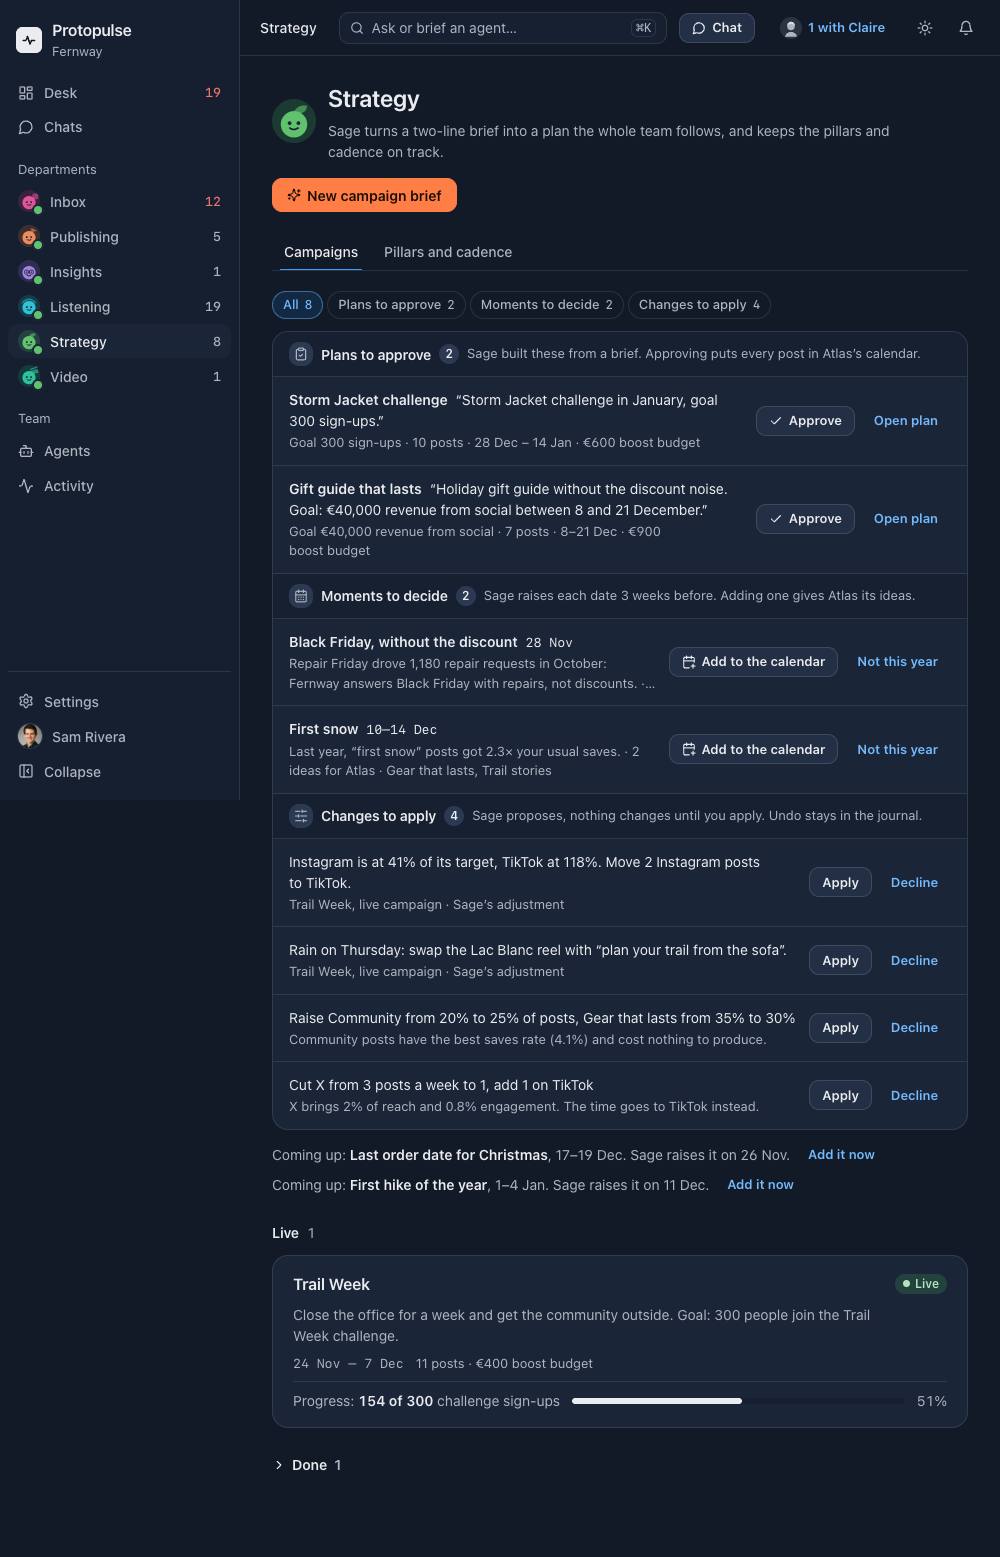 Protopulse
Fernway
Desk 19
Chats
Departments
Inbox 12
Publishing 5
Insights 1
Listening 19
Strategy 8
Video 1
Team
Agents
Activity
Settings
Sam Rivera
Collapse
Strategy
Ask or brief an agent…
⌘K
Chat
1 with Claire
Strategy
Sage turns a two-line brief into a plan the whole team follows, and keeps the pillars and
cadence on track.
New campaign brief
Campaigns
Pillars and cadence
All 8
Plans to approve 2
Moments to decide 2
Changes to apply 4
Plans to approve 2 Sage built these from a brief. Approving puts every post in Atlas’s calendar.
Storm Jacket challenge “Storm Jacket challenge in January, goal
300 sign-ups.”
Goal 300 sign-ups · 10 posts · 28 Dec – 14 Jan · €600 boost budget
Approve
Open plan
Gift guide that lasts “Holiday gift guide without the discount noise.
Goal: €40,000 revenue from social between 8 and 21 December.”
Goal €40,000 revenue from social · 7 posts · 8–21 Dec · €900
boost budget
Approve
Open plan
Moments to decide 2 Sage raises each date 3 weeks before. Adding one gives Atlas its ideas.
Black Friday, without the discount 28 Nov
Repair Friday drove 1,180 repair requests in October:
Fernway answers Black Friday with repairs, not discounts. ·…
Add to the calendar
Not this year
First snow 10–14 Dec
Last year, “first snow” posts got 2.3× your usual saves. · 2
ideas for Atlas · Gear that lasts, Trail stories
Add to the calendar
Not this year
Changes to apply 4 Sage proposes, nothing changes until you apply. Undo stays in the journal.
Instagram is at 41% of its target, TikTok at 118%. Move 2 Instagram posts
to TikTok.
Trail Week, live campaign · Sage’s adjustment
Apply
Decline
Rain on Thursday: swap the Lac Blanc reel with “plan your trail from the sofa”.
Trail Week, live campaign · Sage’s adjustment
Apply
Decline
Raise Community from 20% to 25% of posts, Gear that lasts from 35% to 30%
Community posts have the best saves rate (4.1%) and cost nothing to produce.
Apply
Decline
Cut X from 3 posts a week to 1, add 1 on TikTok
X brings 2% of reach and 0.8% engagement. The time goes to TikTok instead.
Apply
Decline
Coming up: Last order date for Christmas, 17–19 Dec. Sage raises it on 26 Nov. Add it now
Coming up: First hike of the year, 1–4 Jan. Sage raises it on 11 Dec. Add it now
Live 1
Trail Week
Live
Close the office for a week and get the community outside. Goal: 300 people join the Trail
Week challenge.
24 Nov – 7 Dec 11 posts · €400 boost budget
Progress: 154 of 300 challenge sign-ups 51%
Done 1